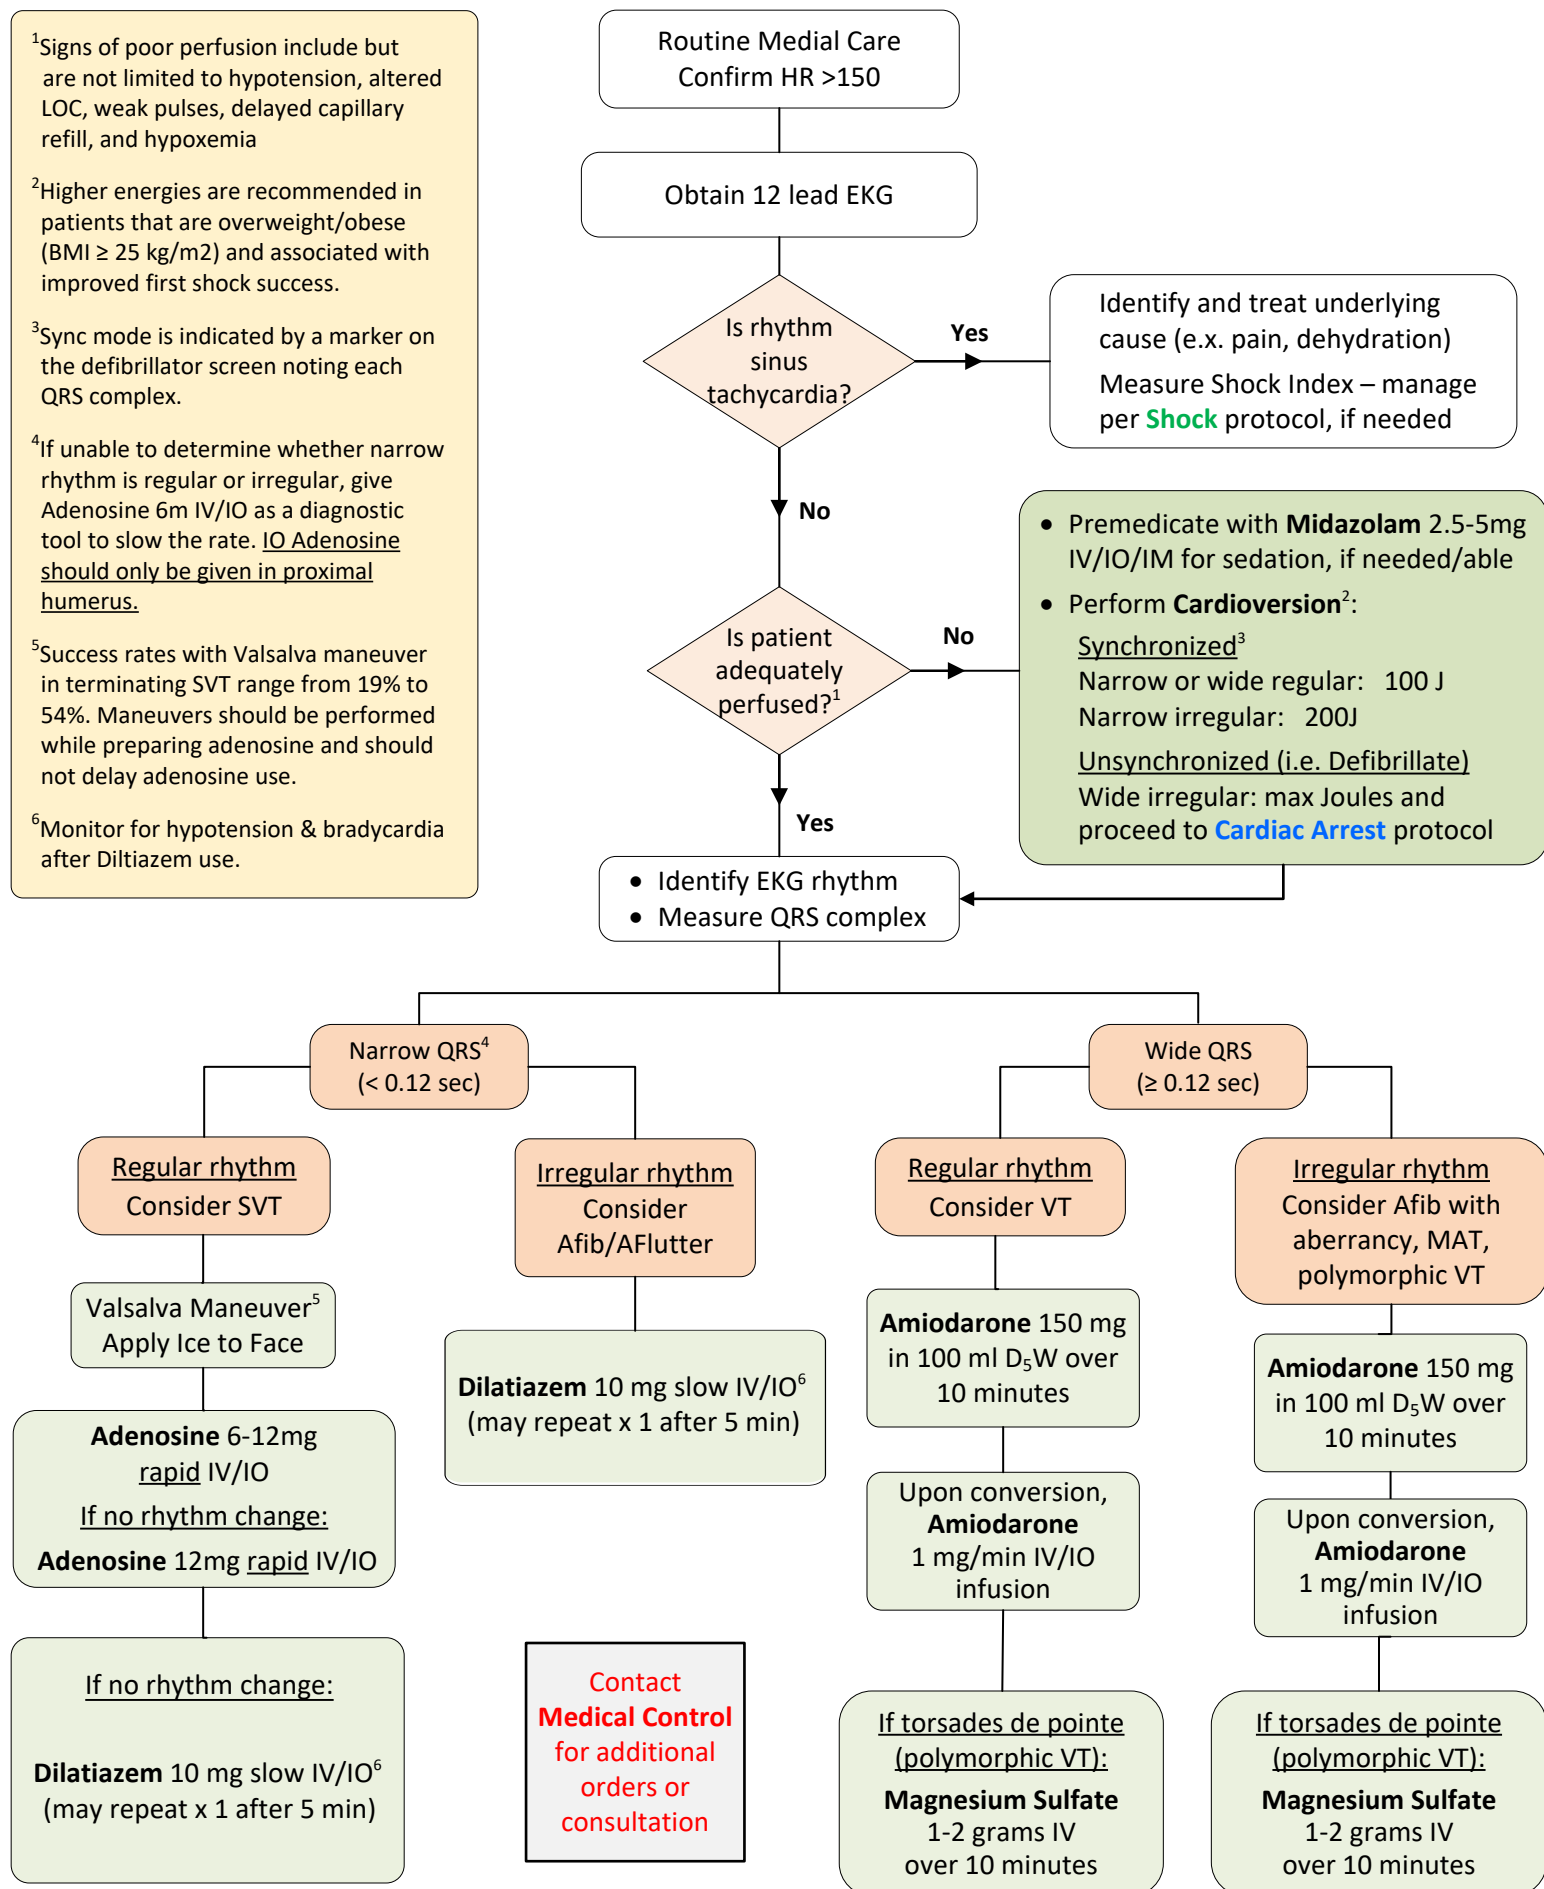 ¹Signs of poor perfusion include but
are not limited to hypotension, altered
LOC, weak pulses, delayed capillary
refill, and hypoxemia
²Higher energies are recommended in
patients that are overweight/obese
(BMI ≥ 25 kg/m2) and associated with
improved first shock success.
³Sync mode is indicated by a marker on
the defibrillator screen noting each
QRS complex.
⁴If unable to determine whether narrow
rhythm is regular or irregular, give
Adenosine 6m IV/IO as a diagnostic
tool to slow the rate. IO Adenosine
should only be given in proximal
humerus.
⁵Success rates with Valsalva maneuver
in terminating SVT range from 19% to
54%. Maneuvers should be performed
while preparing adenosine and should
not delay adenosine use.
⁶Monitor for hypotension & bradycardia
after Diltiazem use.
Routine Medial Care
Confirm HR >150
Obtain 12 lead EKG
Is rhythm
sinus
tachycardia?
Yes
Identify and treat underlying
cause (e.x. pain, dehydration)
Measure Shock Index – manage
per Shock protocol, if needed
No
Is patient
adequately
perfused?¹
No
• Premedicate with Midazolam 2.5-5mg
IV/IO/IM for sedation, if needed/able
• Perform Cardioversion²:
Synchronized³
Narrow or wide regular: 100 J
Narrow irregular: 200J
Unsynchronized (i.e. Defibrillate)
Wide irregular: max Joules and
proceed to Cardiac Arrest protocol
Yes
• Identify EKG rhythm
• Measure QRS complex
Narrow QRS⁴
(< 0.12 sec)
Wide QRS
(≥ 0.12 sec)
Regular rhythm
Consider SVT
Irregular rhythm
Consider
Afib/AFlutter
Regular rhythm
Consider VT
Irregular rhythm
Consider Afib with
aberrancy, MAT,
polymorphic VT
Valsalva Maneuver⁵
Apply Ice to Face
Adenosine 6-12mg
rapid IV/IO
If no rhythm change:
Adenosine 12mg rapid IV/IO
If no rhythm change:
Dilatiazem 10 mg slow IV/IO⁶
(may repeat x 1 after 5 min)
Dilatiazem 10 mg slow IV/IO⁶
(may repeat x 1 after 5 min)
Contact
Medical Control
for additional
orders or
consultation
Amiodarone 150 mg
in 100 ml D₅W over
10 minutes
Upon conversion,
Amiodarone
1 mg/min IV/IO
infusion
If torsades de pointe
(polymorphic VT):
Magnesium Sulfate
1-2 grams IV
over 10 minutes
Amiodarone 150 mg
in 100 ml D₅W over
10 minutes
Upon conversion,
Amiodarone
1 mg/min IV/IO
infusion
If torsades de pointe
(polymorphic VT):
Magnesium Sulfate
1-2 grams IV
over 10 minutes